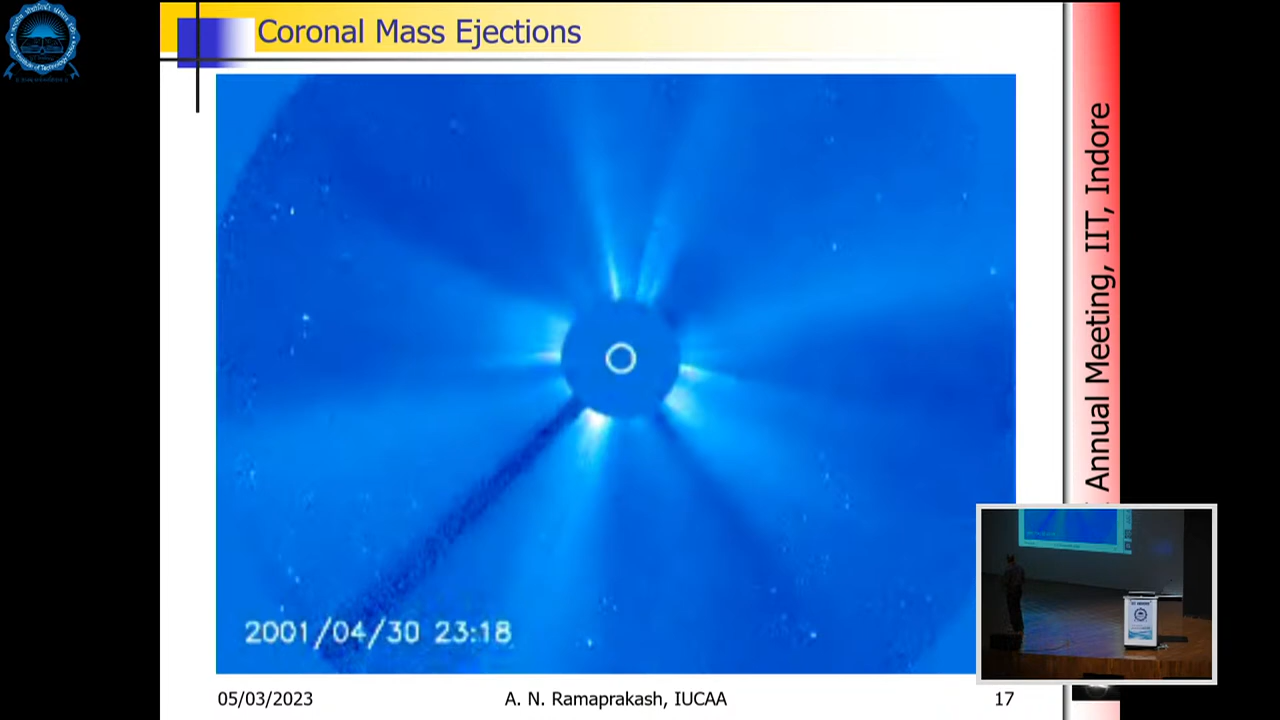 Coronal Mass Ejections
Annual Meeting, IIT, Indore
2001/04/30 23:18
05/03/2023
A. N. Ramaprakash, IUCAA
17